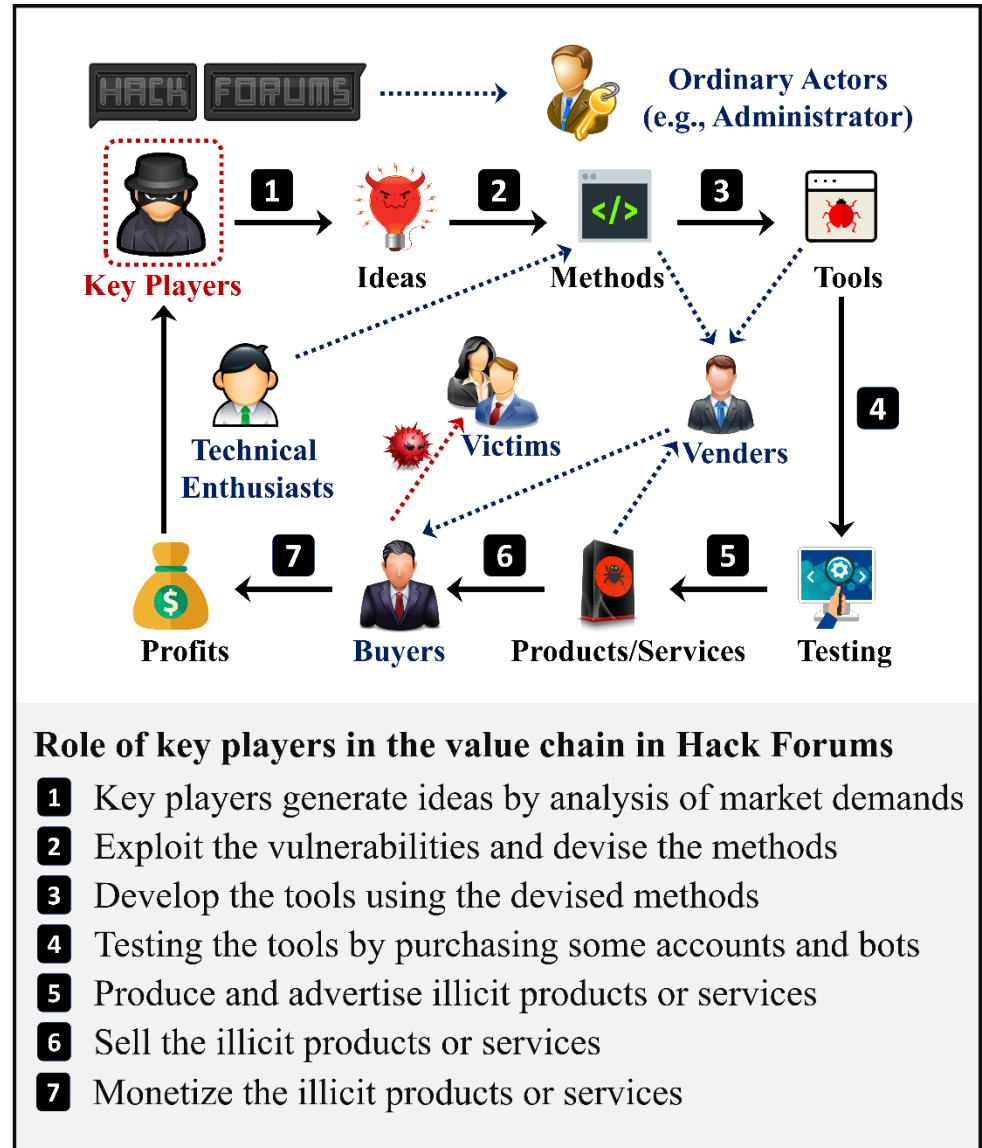 HACK FORUMS
Ordinary Actors
(e.g., Administrator)
1
2
3
</>
Key Players
Ideas
Methods
Tools
4
Technical
Enthusiasts
Victims
Venders
7
6
5
$
< >
Profits
Buyers
Products/Services
Testing
Role of key players in the value chain in Hack Forums
1 Key players generate ideas by analysis of market demands
2 Exploit the vulnerabilities and devise the methods
3 Develop the tools using the devised methods
4 Testing the tools by purchasing some accounts and bots
5 Produce and advertise illicit products or services
6 Sell the illicit products or services
7 Monetize the illicit products or services